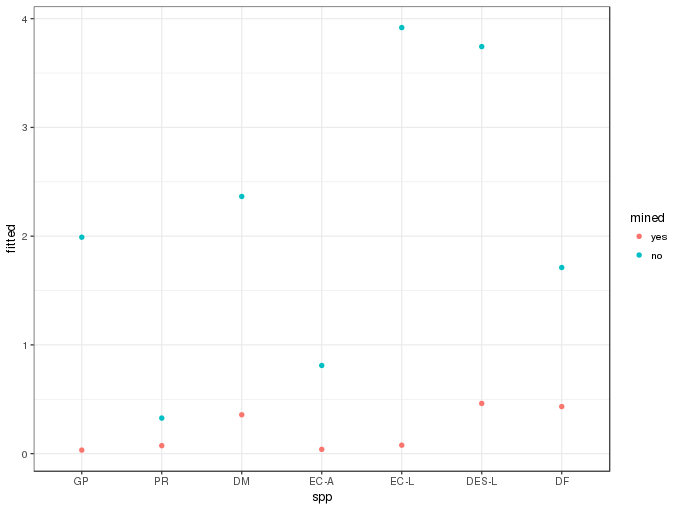 4
3
2
1
0
fitted
GP PR DM EC-A EC-L DES-L DF
spp
mined
yes
no